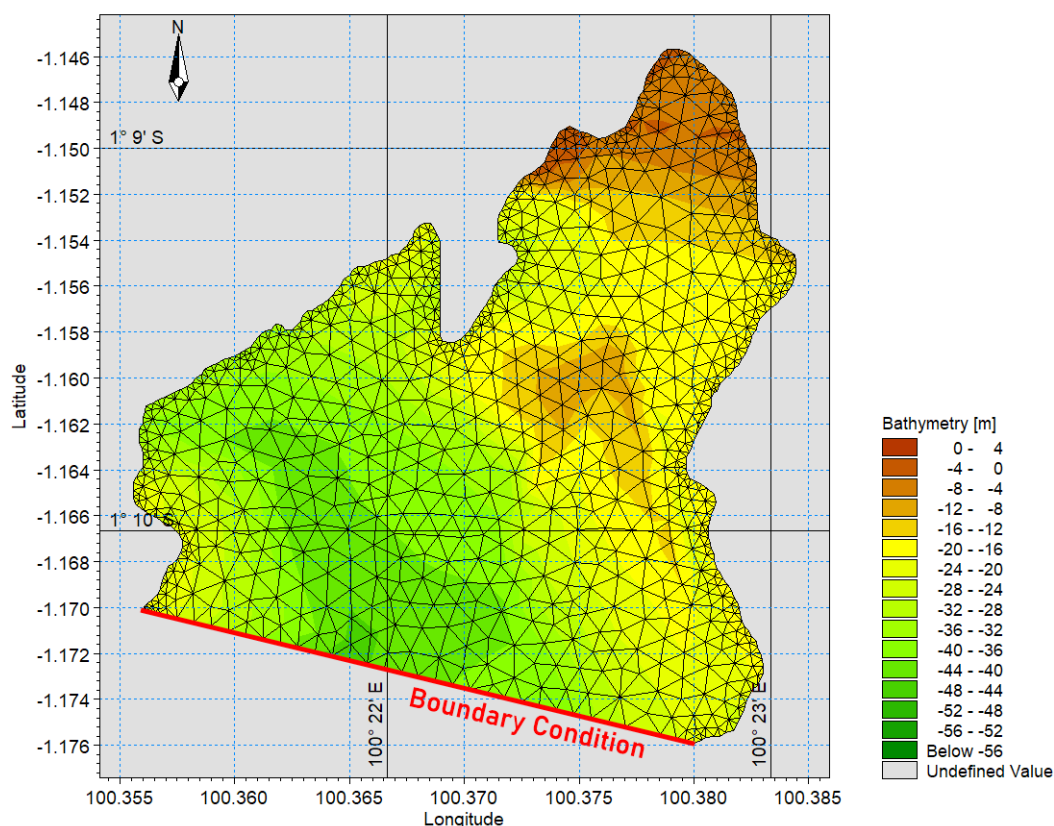 N
-1.146
-1.148
1° 9' S
-1.150
-1.152
-1.154
-1.156
-1.158
-1.160
-1.162
-1.164
-1.166
1° 10' S
-1.168
-1.170
-1.172
-1.174
-1.176
Latitude
Boundary Condition
100° 22' E
100° 23' E
100.355 100.360 100.365 100.370 100.375 100.380 100.385
Longitude
Bathymetry [m]
0 - 4
-4 - 0
-8 - -4
-12 - -8
-16 - -12
-20 - -16
-24 - -20
-28 - -24
-32 - -28
-36 - -32
-40 - -36
-44 - -40
-48 - -44
-52 - -48
-56 - -52
Below -56
Undefined Value